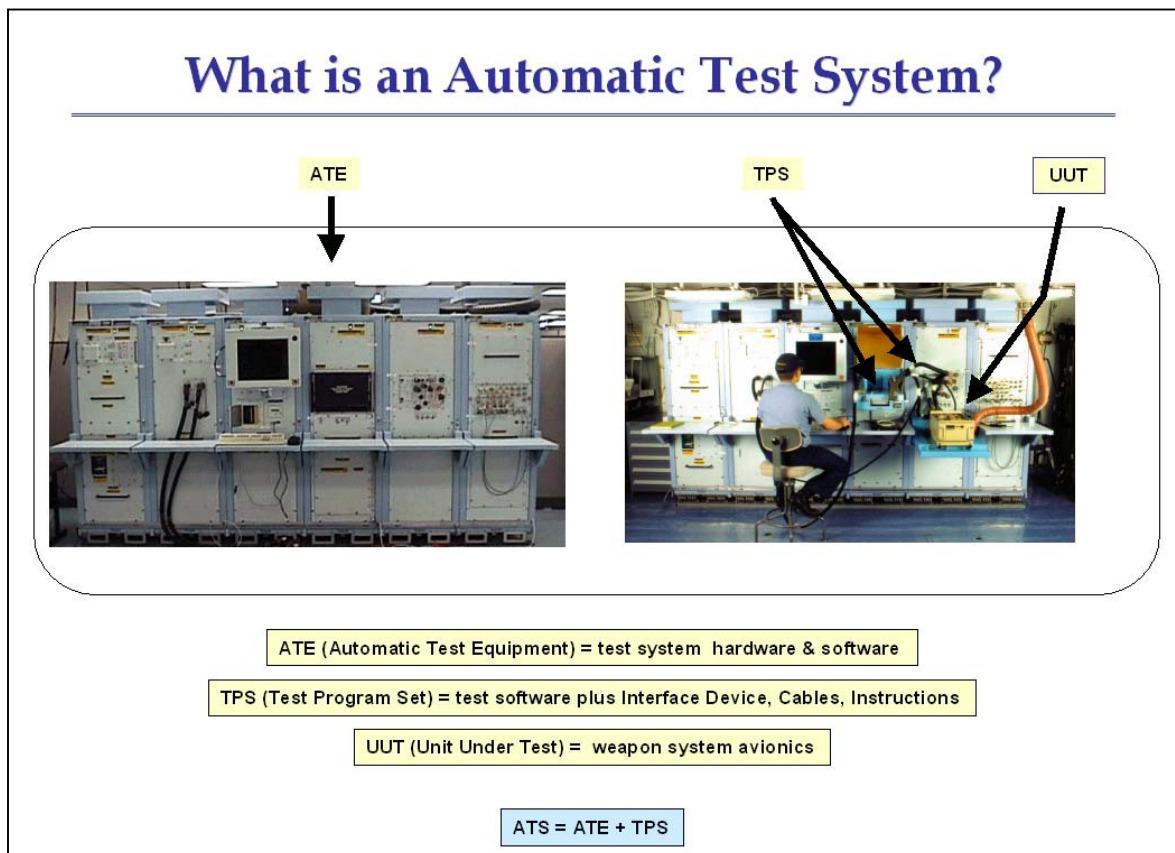 What is an Automatic Test System?
ATE
TPS
UUT
ATE (Automatic Test Equipment) = test system hardware & software
TPS (Test Program Set) = test software plus Interface Device, Cables, Instructions
UUT (Unit Under Test) = weapon system avionics
ATS = ATE + TPS